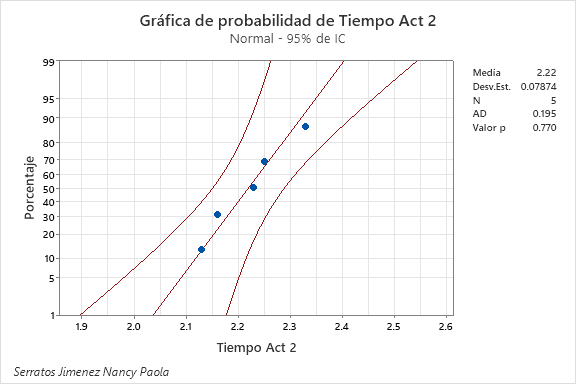 Gráfica de probabilidad de Tiempo Act 2
Normal - 95% de IC
Media 2.22
Desv.Est. 0.07874
N 5
AD 0.195
Valor p 0.770
Porcentaje
99
95
90
80
70
60
50
40
30
20
10
5
1
1.9 2.0 2.1 2.2 2.3 2.4 2.5 2.6
Tiempo Act 2
Serratos Jimenez Nancy Paola